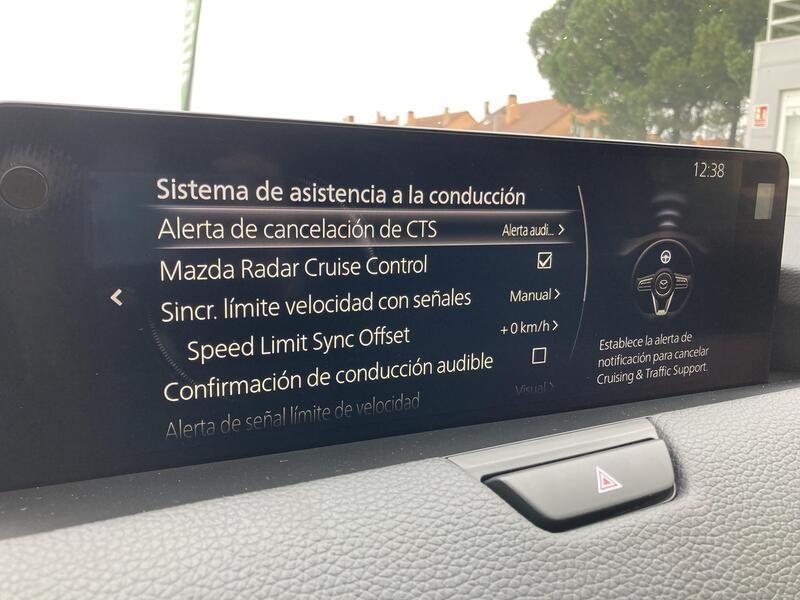 12:38
Sistema de asistencia a la conducción
Alerta de cancelación de CTS Alerta audi... >
Mazda Radar Cruise Control
Sincr. límite velocidad con señales Manual >
Speed Limit Sync Offset + 0 km/h >
Confirmación de conducción audible
Alerta de señal límite de velocidad Visual >
Establece la alerta de
notificación para cancelar
Cruising & Traffic Support.